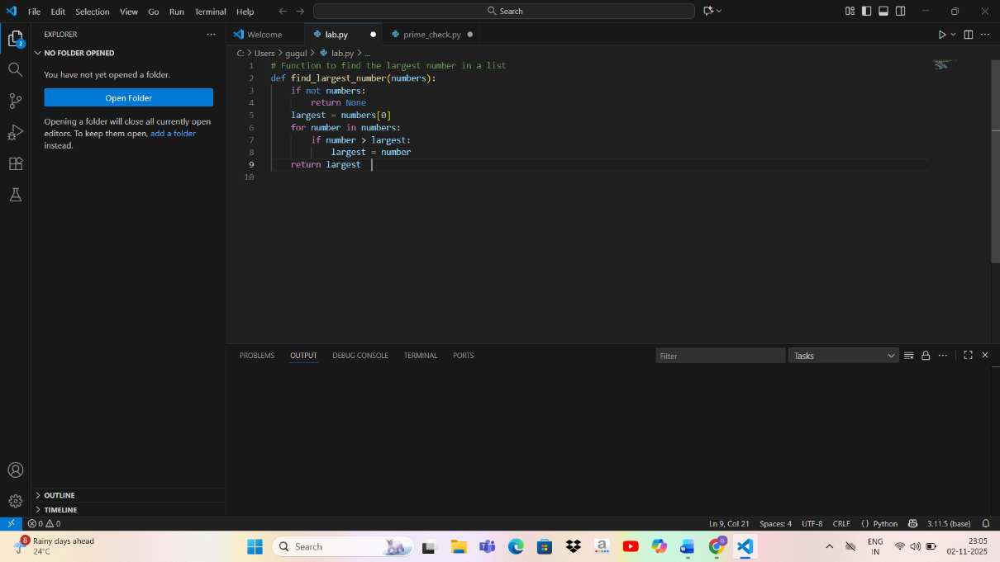 File Edit Selection View Go Run Terminal Help
Search
EXPLORER
NO FOLDER OPENED
You have not yet opened a folder.
Open Folder
Opening a folder will close all currently open
editors. To keep them open, add a folder
instead.
2
OUTLINE
TIMELINE
Welcome lab.py prime_check.py
C: > Users > gugul > lab.py > ...
1 # Function to find the largest number in a list
2 def find_largest_number(numbers):
3 if not numbers:
4 return None
5 largest = numbers[0]
6 for number in numbers:
7 if number > largest:
8 largest = number
9 return largest
10
PROBLEMS OUTPUT DEBUG CONSOLE TERMINAL PORTS
Filter
Tasks
0 0
Ln 9, Col 21 Spaces: 4 UTF-8 CRLF {} Python 3.11.5 (base)
8
Rainy days ahead
24°C
Search
G
ENG
IN
23:05
02-11-2025